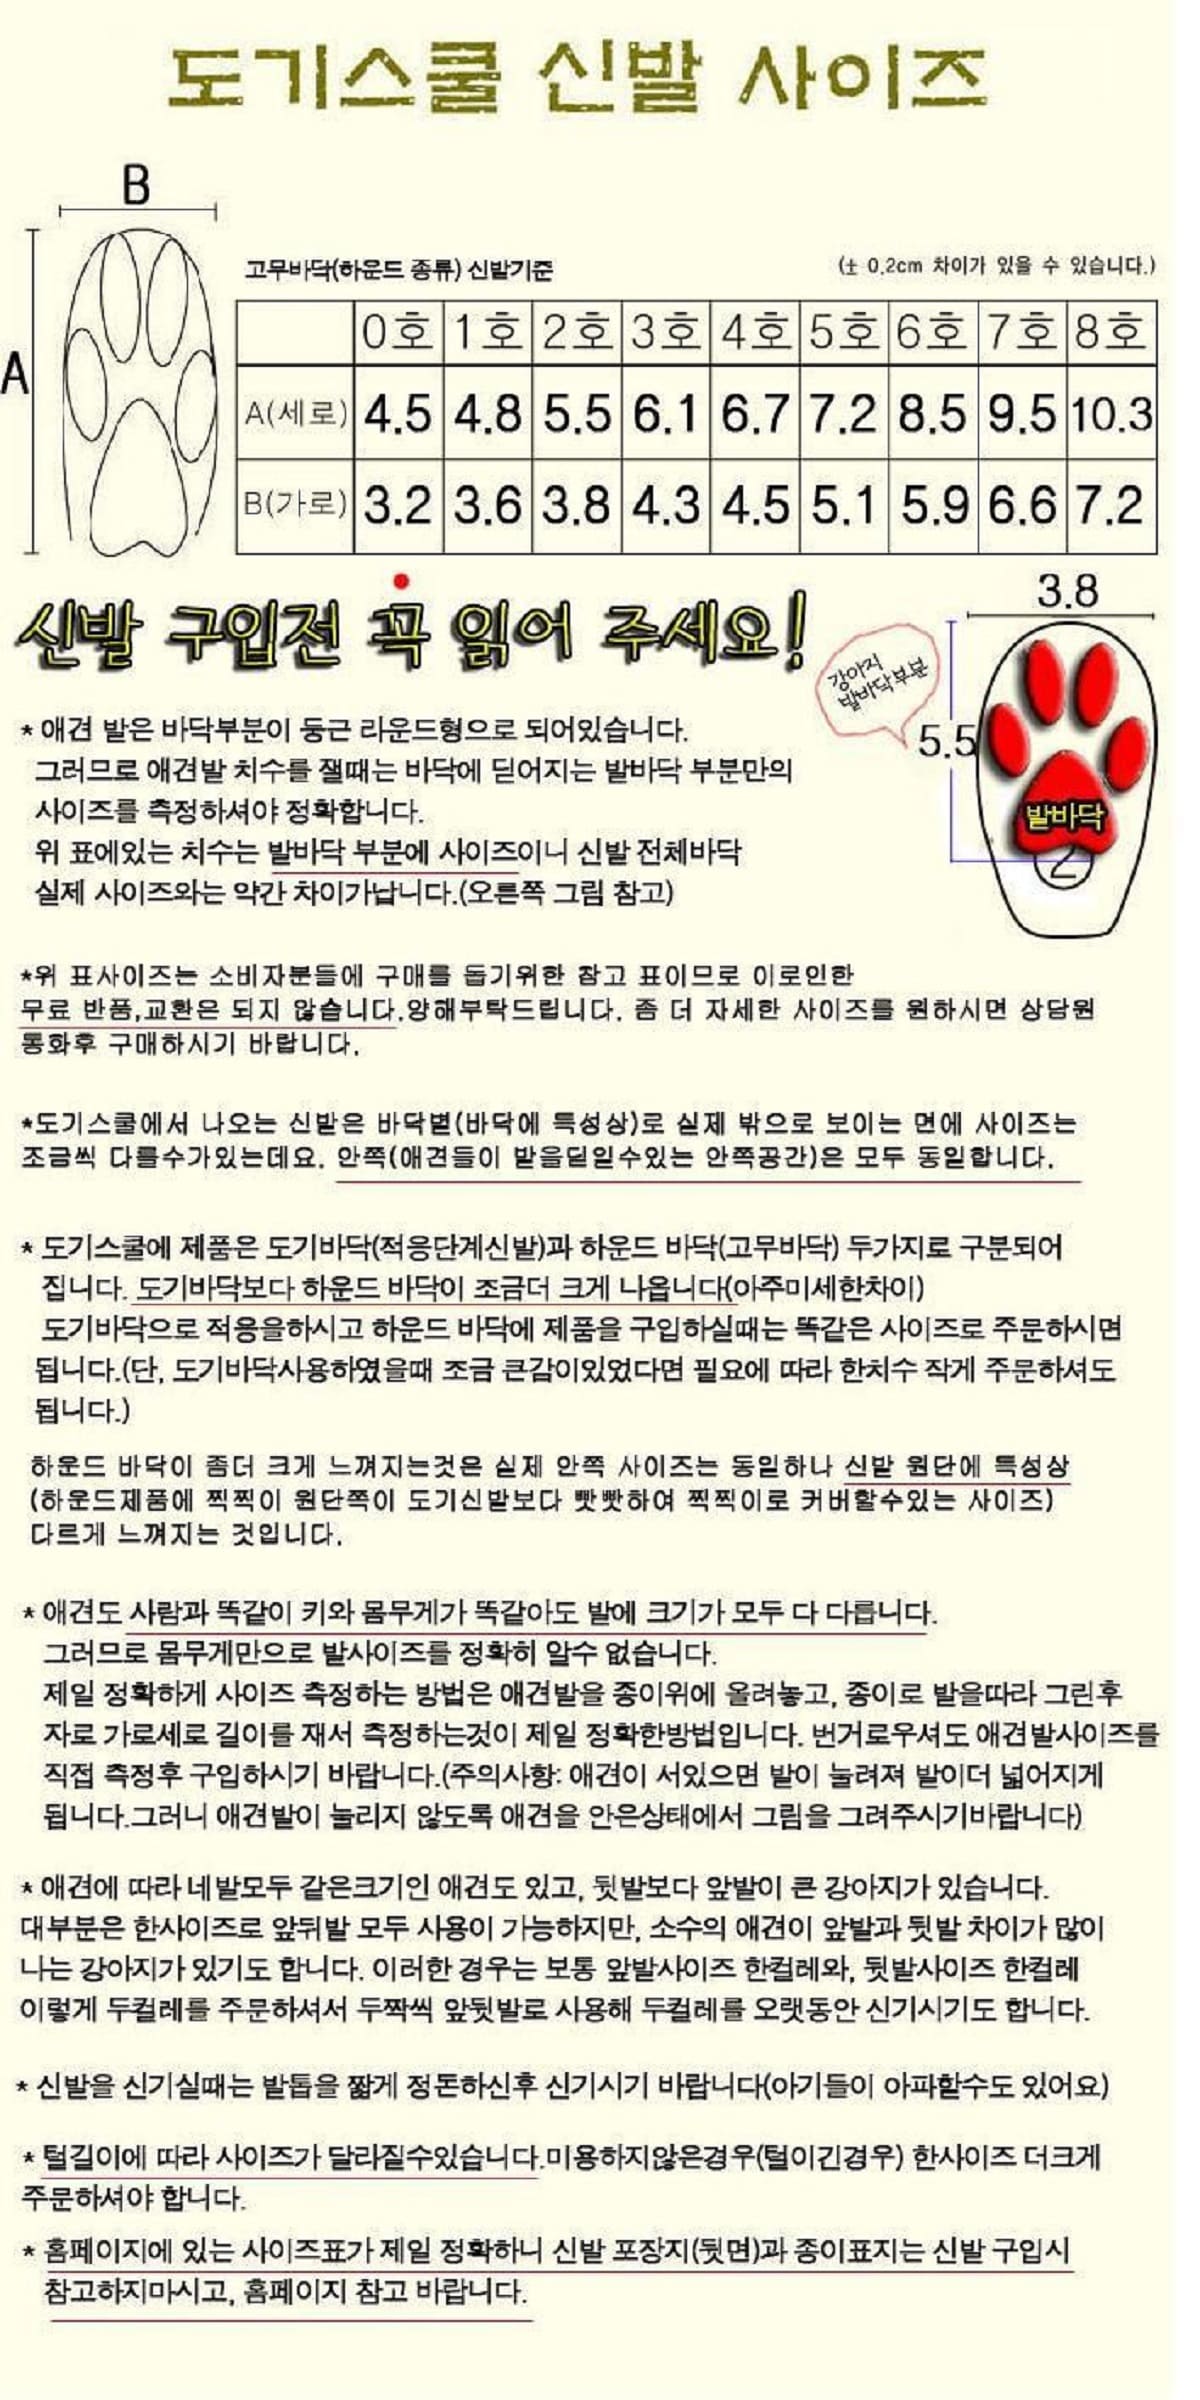 도기스쿨 신발 사이즈
B
A
고무바닥(하운드 종류) 신발기준
(± 0.2cm 차이가 있을 수 있습니다.)
0호 1호 2호 3호 4호 5호 6호 7호 8호
A(세로) 4.5 4.8 5.5 6.1 6.7 7.2 8.5 9.5 10.3
B(가로) 3.2 3.6 3.8 4.3 4.5 5.1 5.9 6.6 7.2
신발 구입전 꼭 읽어 주세요!
3.8
강아지
발바닥부분
5.5
발바닥
2
* 애견 발은 바닥부분이 둥근 라운드형으로 되어있습니다.
그러므로 애견발 치수를 잴때는 바닥에 딛어지는 발바닥 부분만의
사이즈를 측정하셔야 정확합니다.
위 표에있는 치수는 발바닥 부분에 사이즈이니 신발 전체바닥
실제 사이즈와는 약간 차이가납니다.(오른쪽 그림 참고)
*위 표사이즈는 소비자분들에 구매를 돕기위한 참고 표이므로 이로인한
무료 반품,교환은 되지 않습니다.양해부탁드립니다. 좀 더 자세한 사이즈를 원하시면 상담원
통화후 구매하시기 바랍니다.
*도기스쿨에서 나오는 신발은 바닥별(바닥에 특성상)로 실제 밖으로 보이는 면에 사이즈는
조금씩 다를수가있는데요. 안쪽(애견들이 발을딛일수있는 안쪽공간)은 모두 동일합니다.
* 도기스쿨에 제품은 도기바닥(적응단계신발)과 하운드 바닥(고무바닥) 두가지로 구분되어
집니다. 도기바닥보다 하운드 바닥이 조금더 크게 나옵니다(아주미세한차이)
도기바닥으로 적응을하시고 하운드 바닥에 제품을 구입하실때는 똑같은 사이즈로 주문하시면
됩니다.(단, 도기바닥사용하였을때 조금 큰감이있었다면 필요에 따라 한치수 작게 주문하셔도
됩니다.)
하운드 바닥이 좀더 크게 느껴지는것은 실제 안쪽 사이즈는 동일하나 신발 원단에 특성상
(하운드제품에 찍찍이 원단쪽이 도기신발보다 빳빳하여 찍찍이로 커버할수있는 사이즈)
다르게 느껴지는 것입니다.
* 애견도 사람과 똑같이 키와 몸무게가 똑같아도 발에 크기가 모두 다 다릅니다.
그러므로 몸무게만으로 발사이즈를 정확히 알수 없습니다.
제일 정확하게 사이즈 측정하는 방법은 애견발을 종이위에 올려놓고, 종이로 발을따라 그린후
자로 가로세로 길이를 재서 측정하는것이 제일 정확한방법입니다. 번거로우셔도 애견발사이즈를
직접 측정후 구입하시기 바랍니다.(주의사항: 애견이 서있으면 발이 눌려져 발이더 넓어지게
됩니다.그러니 애견발이 눌리지 않도록 애견을 안은상태에서 그림을 그려주시기바랍니다)
* 애견에 따라 네발모두 같은크기인 애견도 있고, 뒷발보다 앞발이 큰 강아지가 있습니다.
대부분은 한사이즈로 앞뒤발 모두 사용이 가능하지만, 소수의 애견이 앞발과 뒷발 차이가 많이
나는 강아지가 있기도 합니다. 이러한 경우는 보통 앞발사이즈 한컬레와, 뒷발사이즈 한컬레
이렇게 두컬레를 주문하셔서 두짝씩 앞뒷발로 사용해 두컬레를 오랫동안 신기시기도 합니다.
* 신발을 신기실때는 발톱을 짧게 정돈하신후 신기시기 바랍니다(아기들이 아파할수도 있어요)
* 털길이에 따라 사이즈가 달라질수있습니다.미용하지않은경우(털이긴경우) 한사이즈 더크게
주문하셔야 합니다.
* 홈페이지에 있는 사이즈표가 제일 정확하니 신발 포장지(뒷면)과 종이표지는 신발 구입시
참고하지마시고, 홈페이지 참고 바랍니다.